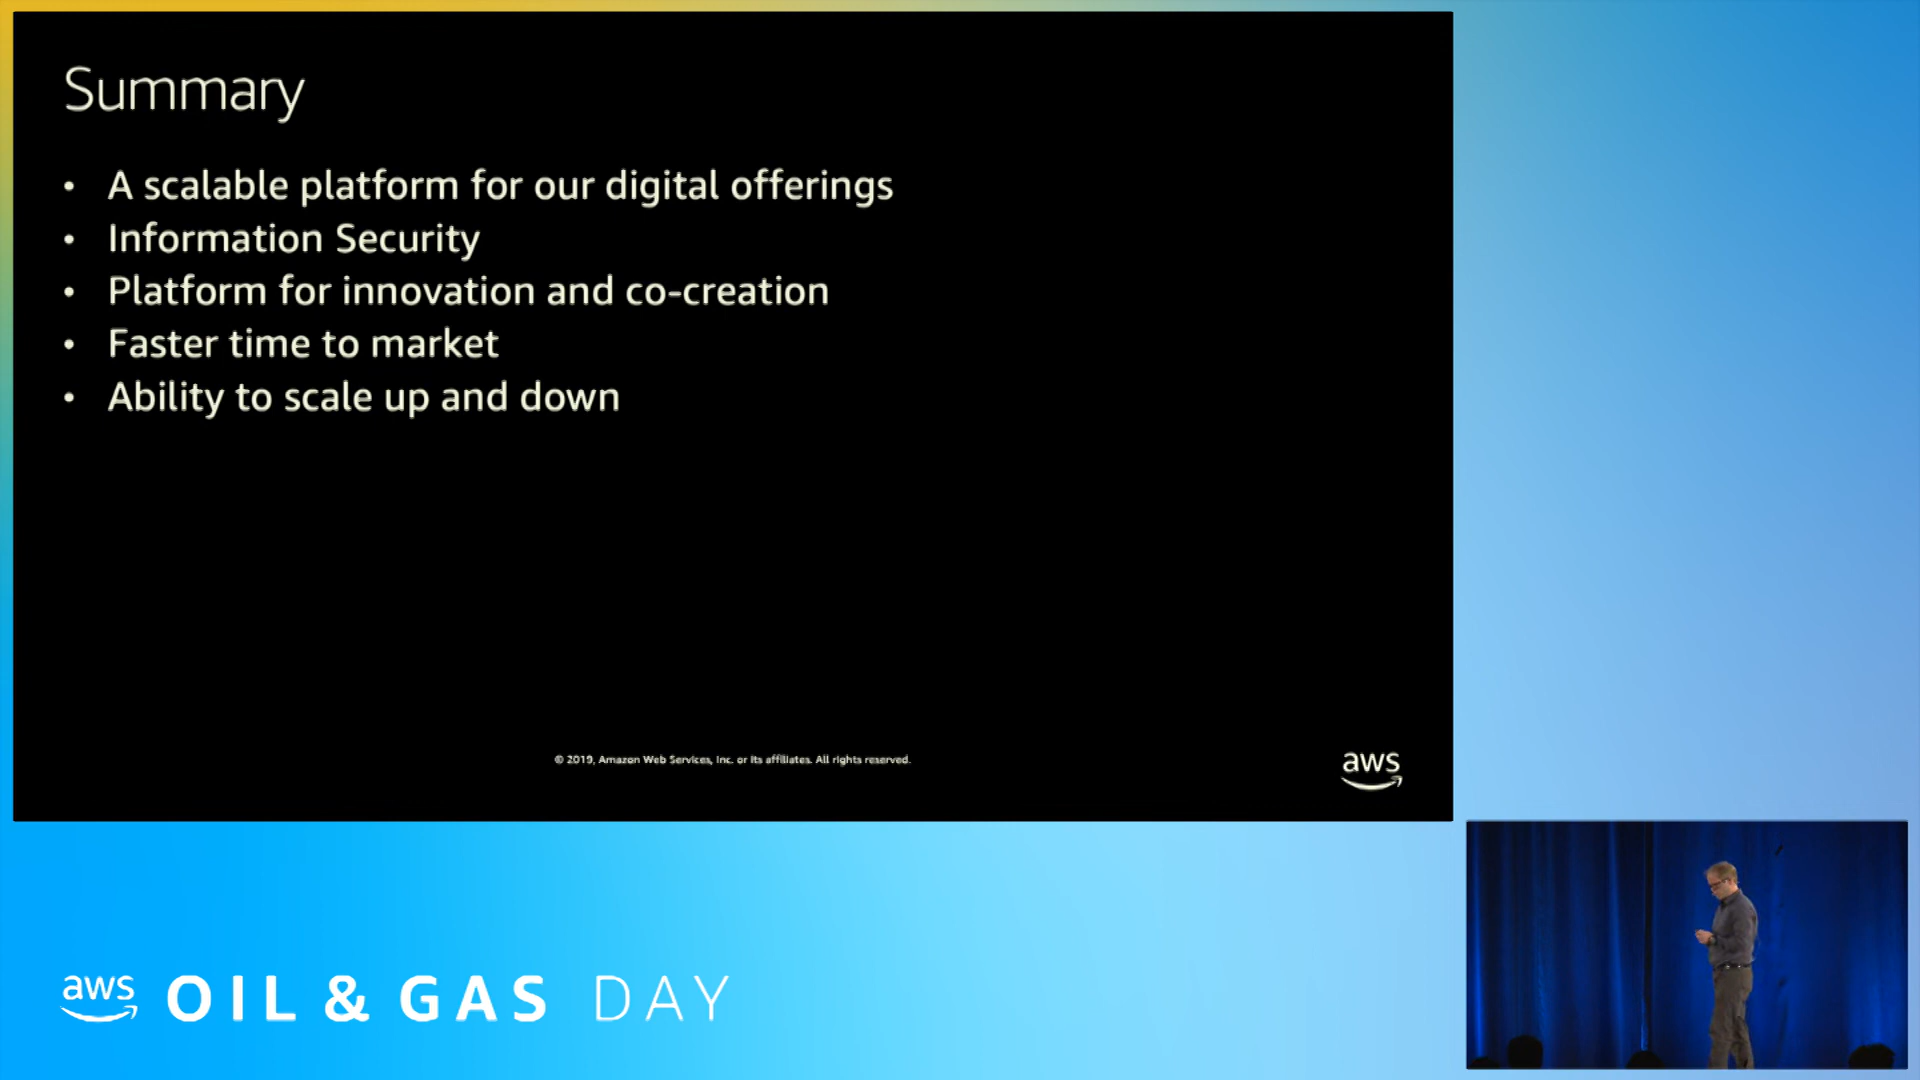 Summary
• A scalable platform for our digital offerings
• Information Security
• Platform for innovation and co-creation
• Faster time to market
• Ability to scale up and down
© 2019, Amazon Web Services, Inc. or its affiliates. All rights reserved.
aws
aws OIL & GAS DAY